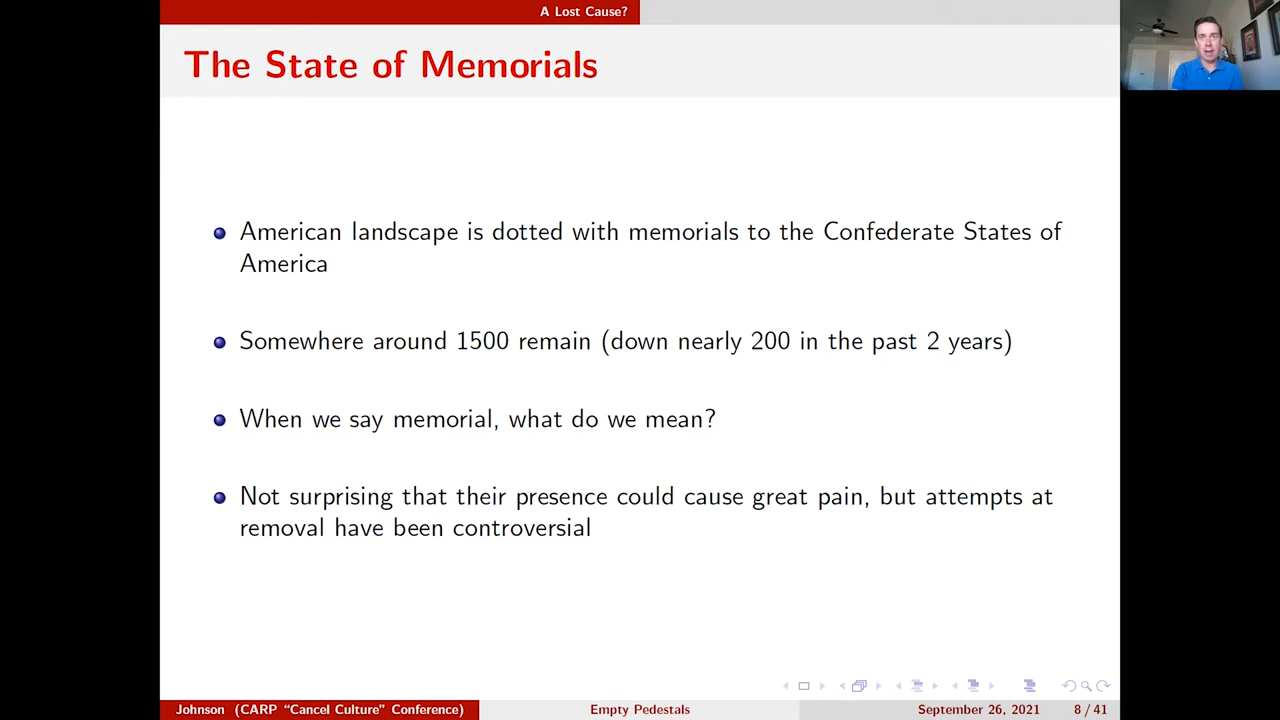 A Lost Cause?
The State of Memorials
American landscape is dotted with memorials to the Confederate States of
America
Somewhere around 1500 remain (down nearly 200 in the past 2 years)
When we say memorial, what do we mean?
Not surprising that their presence could cause great pain, but attempts at
removal have been controversial
Johnson (CARP “Cancel Culture” Conference) Empty Pedestals September 26, 2021 8 / 41